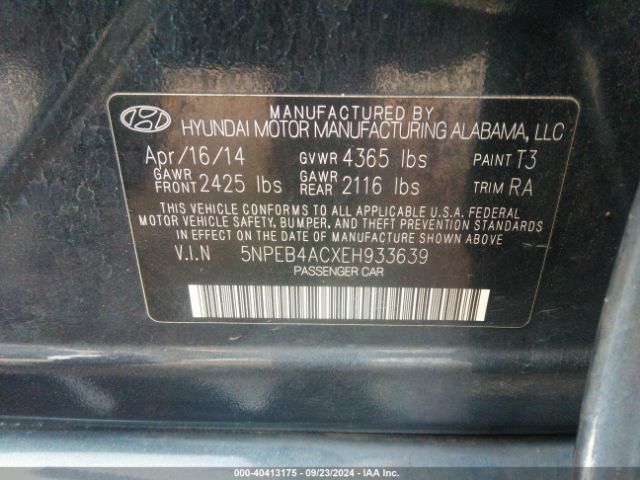 MANUFACTURED BY
HYUNDAI MOTOR MANUFACTURING ALABAMA, LLC
Apr/16/14 GVWR 4365 lbs PAINT T3
GAWR FRONT 2425 lbs GAWR REAR 2116 lbs TRIM RA
THIS VEHICLE CONFORMS TO ALL APPLICABLE U.S.A. FEDERAL
MOTOR VEHICLE SAFETY, BUMPER, AND THEFT PREVENTION STANDARDS
IN EFFECT ON THE DATE OF MANUFACTURE SHOWN ABOVE
V.I.N 5NPEB4ACXEH933639
PASSENGER CAR
000-40413175 - 09/23/2024 - IAA Inc.